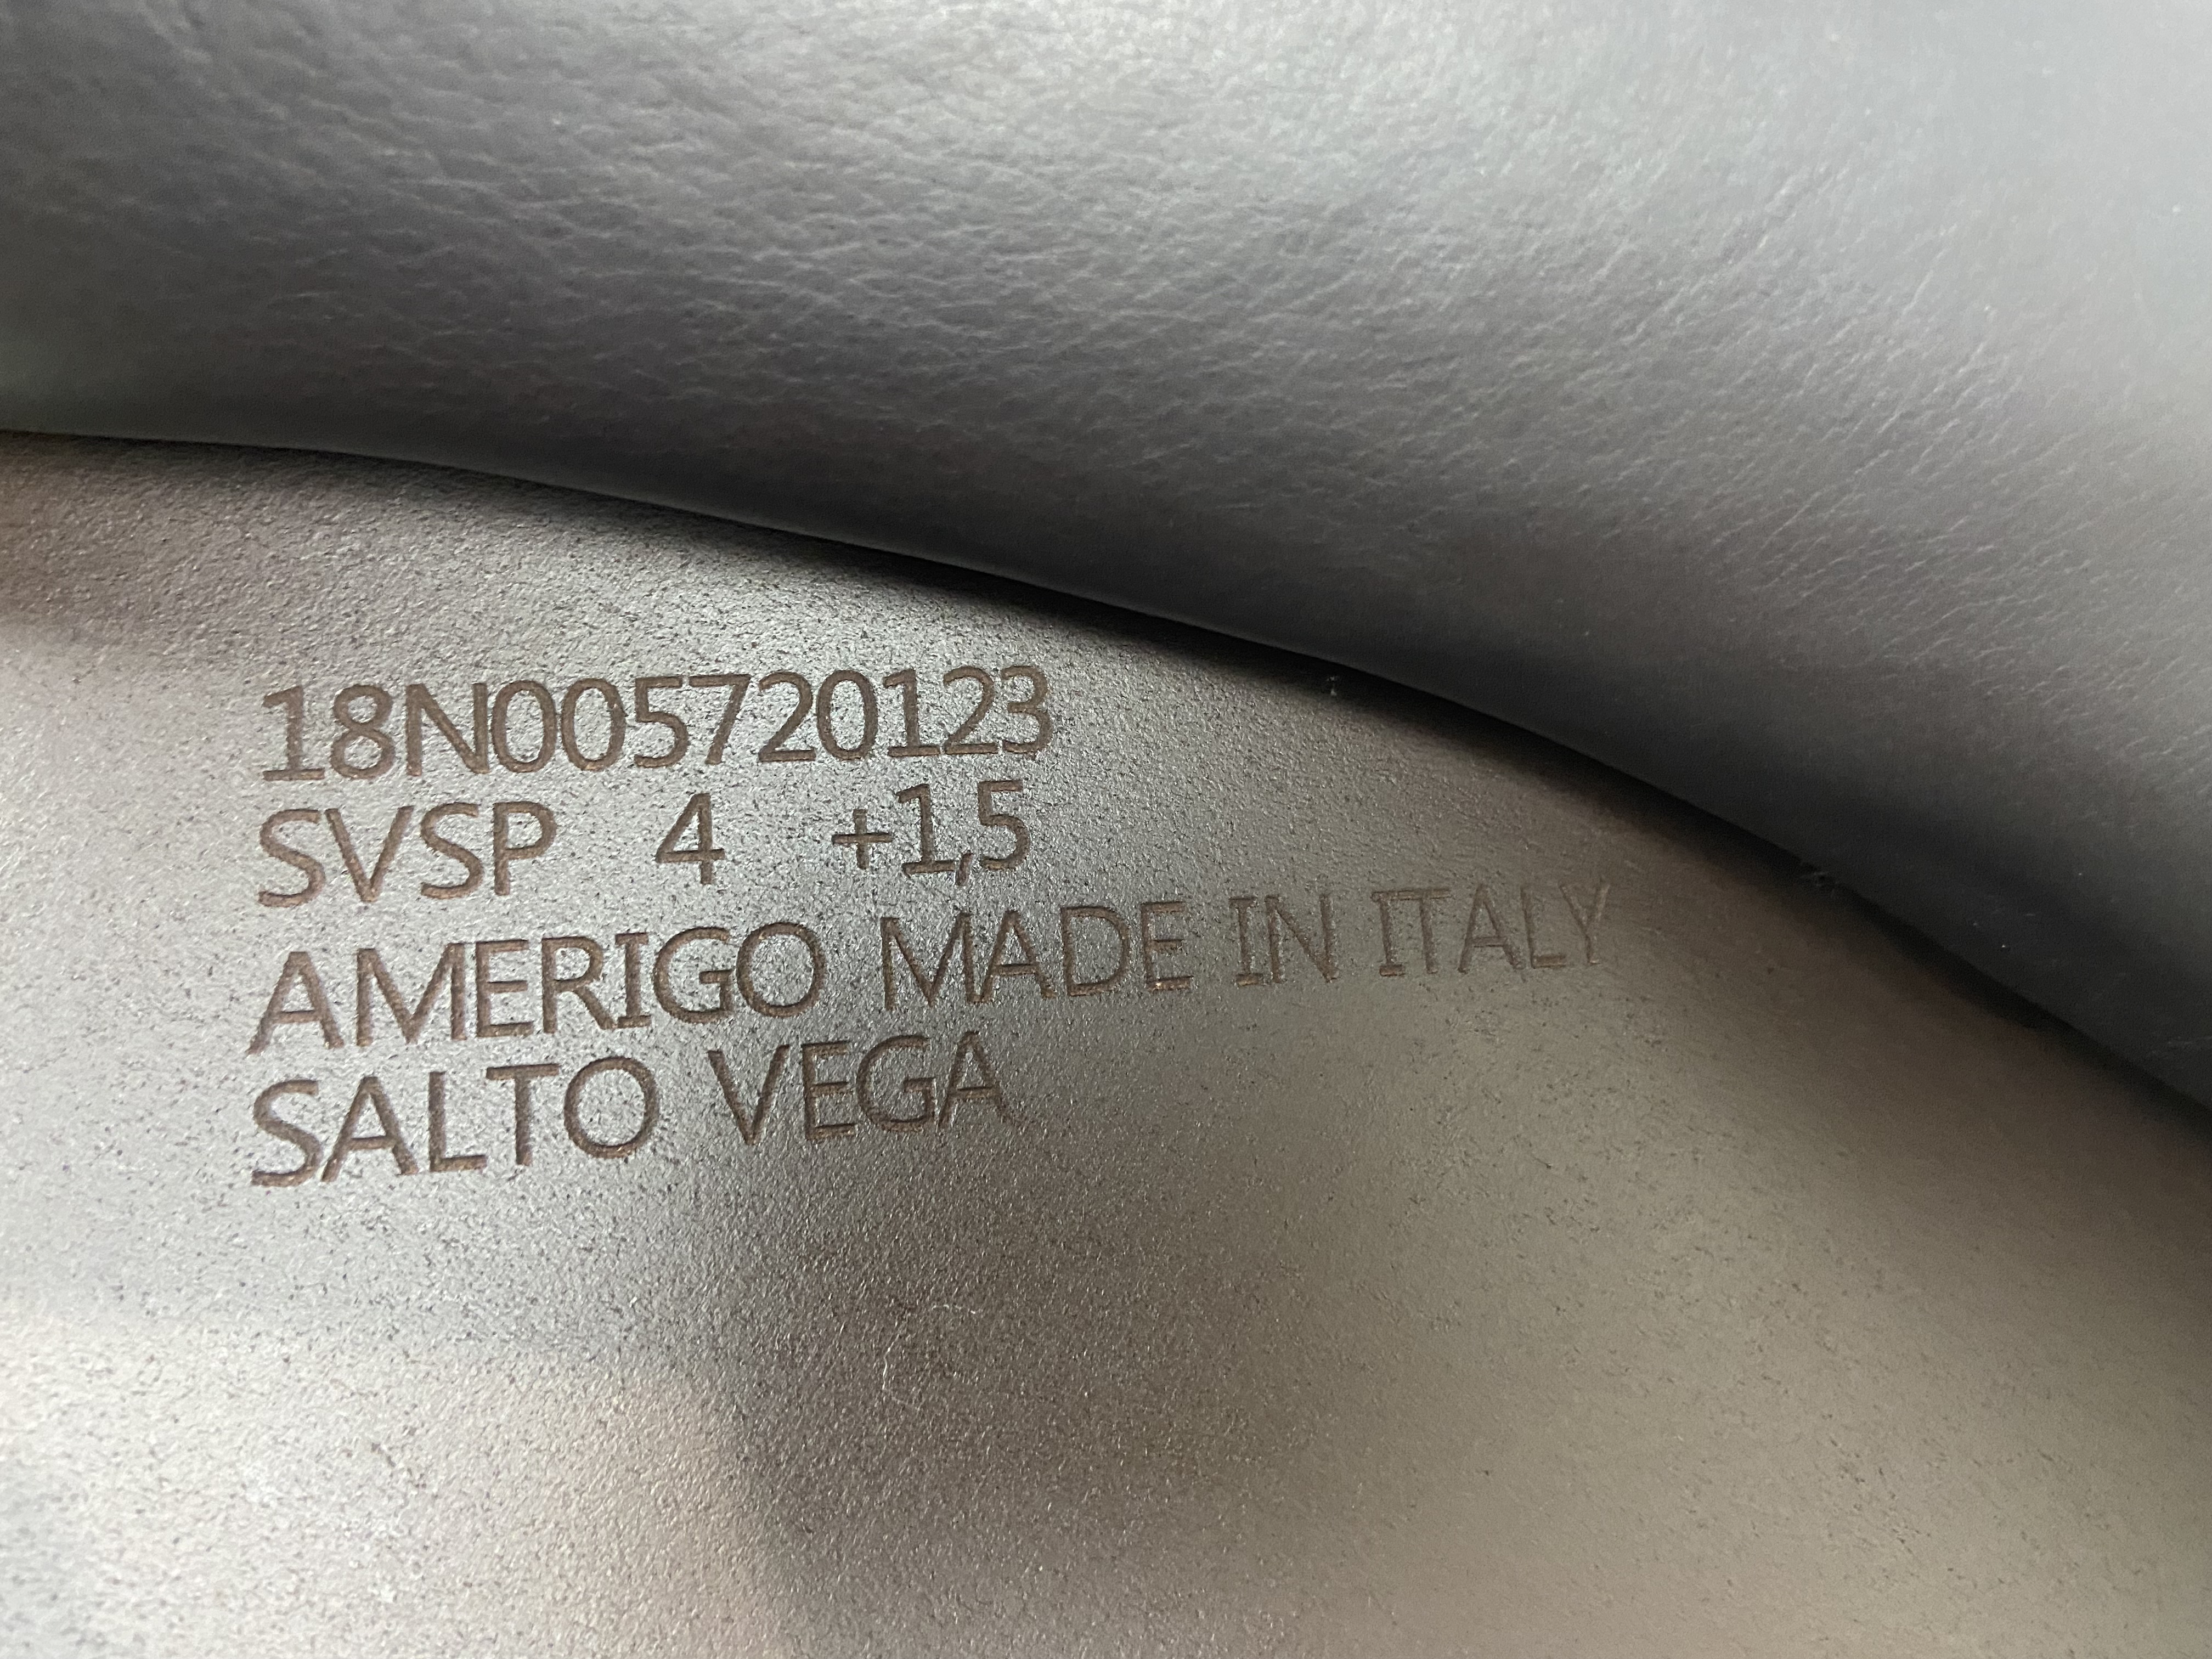 18N005720123
SVSP 4 +1,5
AMERIGO MADE IN ITALY
SALTO VEGA